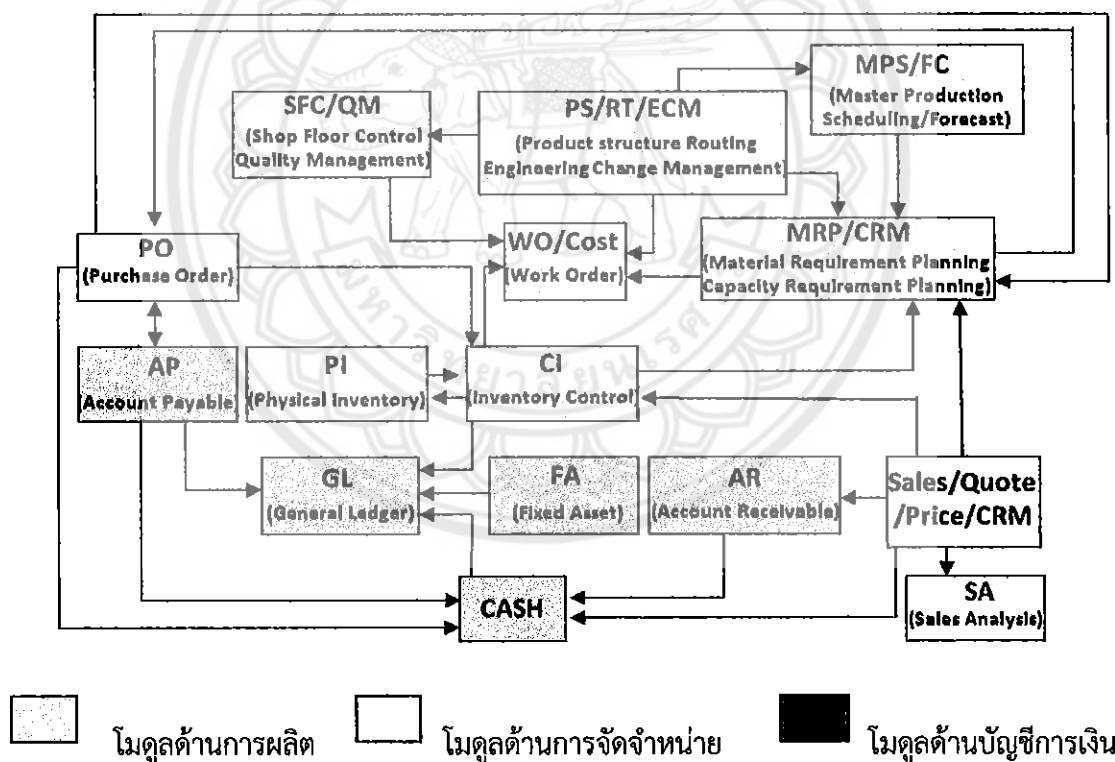 MPS/FC
(Master Production
Scheduling/Forecast)
SFC/QM
(Shop Floor Control
Quality Management)
PS/RT/ECM
(Product structure Routing
Engineering Change Management)
PO
(Purchase Order)
WO/Cost
(Work Order)
MRP/CRM
(Material Requirement Planning
Capacity Requirement Planning)
AP
Account Payable
PI
(Physical Inventory)
CI
(Inventory Control)
GL
(General Ledger)
FA
(Fixed Asset)
AR
(Account Receivable)
Sales/Quote
/Price/CRM
CASH
SA
(Sales Analysis)
โมดูลด้านการผลิต
โมดูลด้านการจัดจำหน่าย
โมดูลด้านบัญชีการเงิน